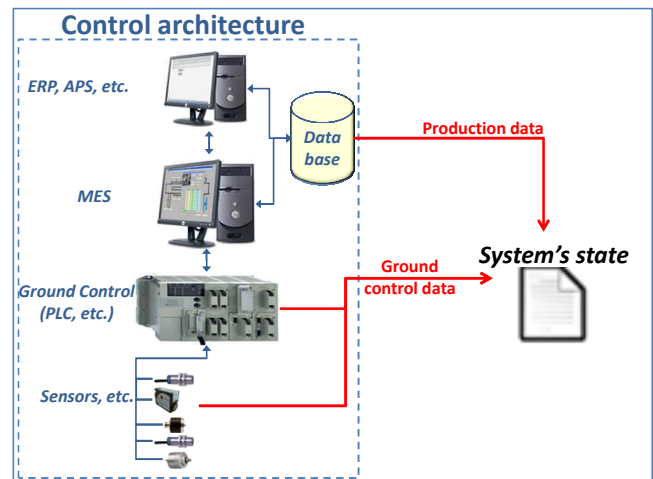 Control architecture
ERP, APS, etc.
Data
base
Production data
MES
System's state
Ground Control
(PLC, etc.)
Ground
control data
Sensors, etc.